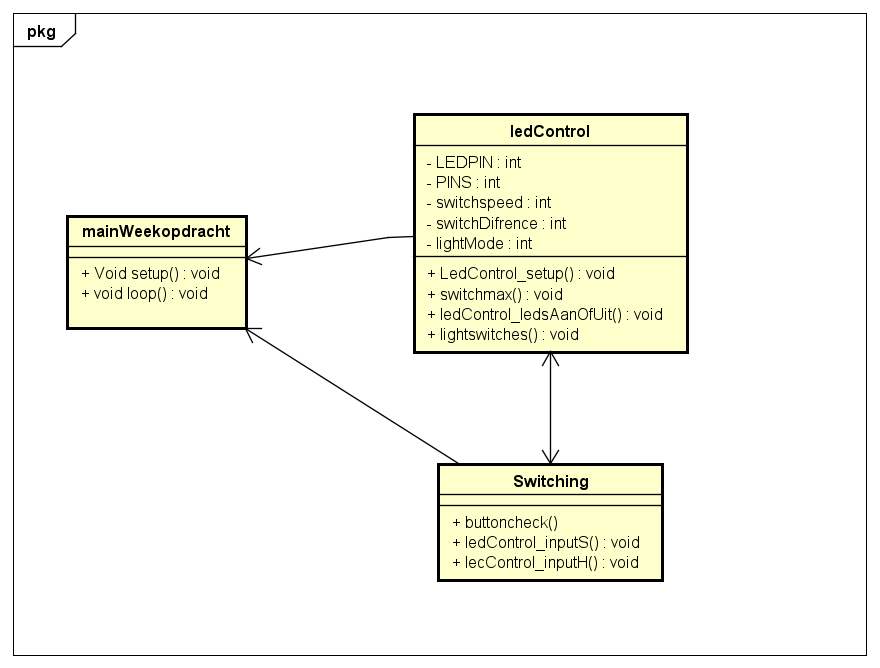 pkg
ledControl
- LEDPIN : int
- PINS : int
- switchspeed : int
- switchDifrence : int
- lightMode : int
+ LedControl_setup() : void
+ switchmax() : void
+ ledControl_ledsAanOfUit() : void
+ lightswitches() : void
mainWeekopdracht
+ Void setup() : void
+ void loop() : void
Switching
+ buttoncheck()
+ ledControl_inputS() : void
+ lecControl_inputH() : void